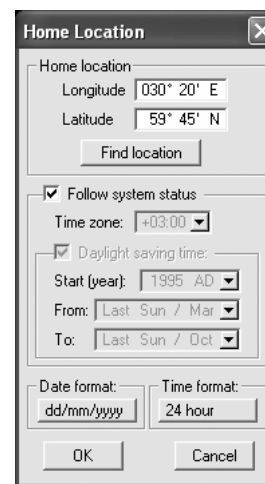 Home Location
Home location
Longitude 030° 20' E
Latitude 59° 45' N
Find location
Follow system status
Time zone: +03:00
Daylight saving time:
Start (year): 1995 AD
From: Last Sun / Mar
To: Last Sun / Oct
Date format: Time format:
dd/mm/yyyy 24 hour
OK Cancel